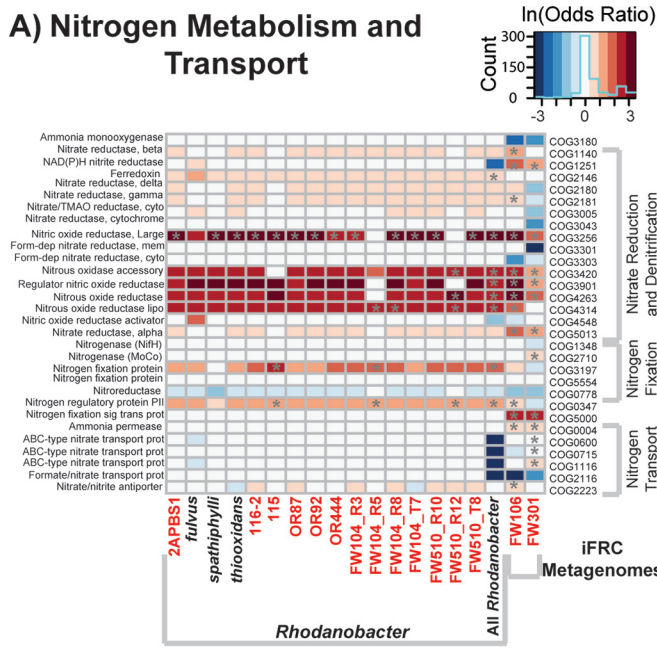 A) Nitrogen Metabolism and
Transport
ln(Odds Ratio)
Count
300
150
0
-3 0 3
Ammonia monooxygenase COG3180
Nitrate reductase, beta COG1140
NAD(P)H nitrite reductase COG1251
Ferredoxin COG2146
Nitrate reductase, delta COG2180
Nitrate reductase, gamma COG2181
Nitrate/TMAO reductase, cyto COG3005
Nitrate reductase, cytochrome COG3043
Nitric oxide reductase, Large COG3256
Form-dep nitrate reductase, mem COG3301
Form-dep nitrate reductase, cyto COG3303
Nitrous oxidase accessory COG3420
Regulator nitric oxide reductase COG3901
Nitrous oxide reductase COG4263
Nitrous oxide reductase lipo COG4314
Nitric oxide reductase activator COG4548
Nitrate reductase, alpha COG5013
Nitrogenase (NifH) COG1348
Nitrogenase (MoCo) COG2710
Nitrogen fixation protein COG3197
Nitrogen fixation protein COG5554
Nitroreductase COG0778
Nitrogen regulatory protein PII COG0347
Nitrogen fixation sig trans prot COG5000
Ammonia permease COG0004
ABC-type nitrate transport prot COG0600
ABC-type nitrate transport prot COG0715
ABC-type nitrate transport prot COG1116
Formate/nitrate transport prot COG2116
Nitrate/nitrite antiporter COG2223
Nitrate Reduction
and Denitrification
Nitrogen
Fixation
Nitrogen
Transport
2APBS1
fulvus
spathiphylli
thiooxidans
116-2
115
OR87
OR92
OR444
FW104_R3
FW104_R5
FW104_R8
FW104_T7
FW510_R10
FW510_R12
FW510_T8
All Rhodanobacter
FW106
FW301
iFRC
Metagenomes
Rhodanobacter